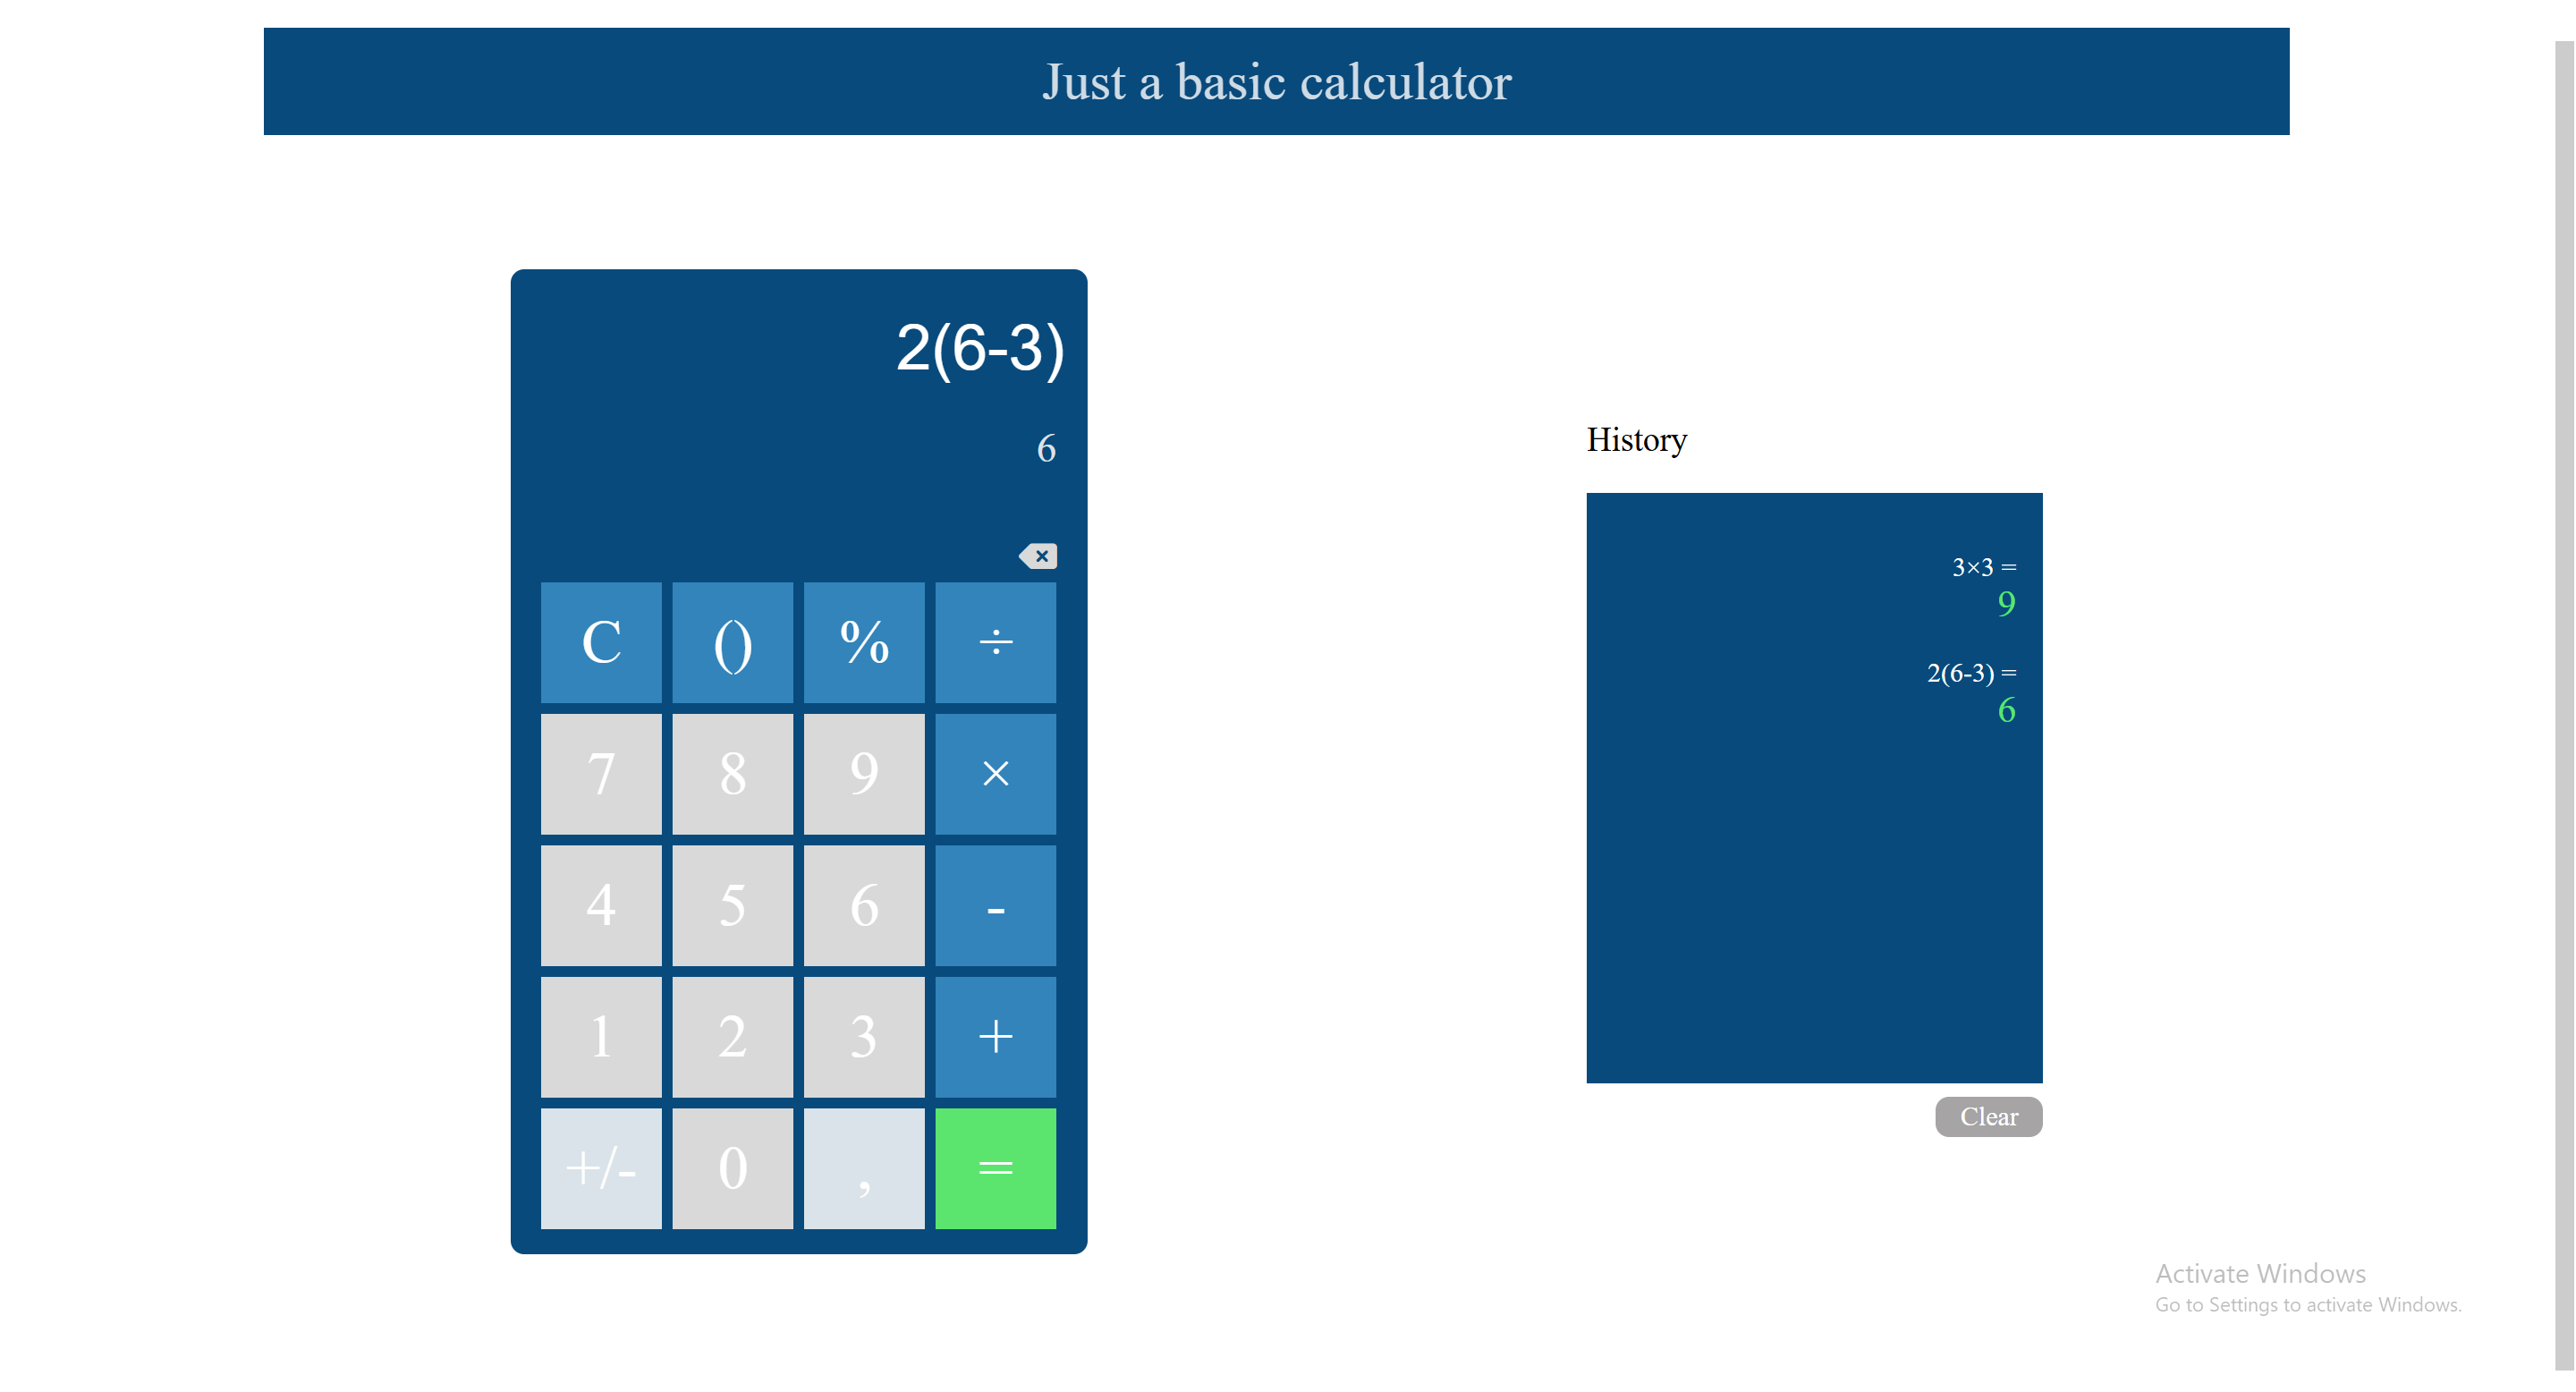 Just a basic calculator
2(6-3)
6
C () % ÷
7 8 9 ×
4 5 6 -
1 2 3 +
+/- 0 , =
History
3×3 =
9
2(6-3) =
6
Clear
Activate Windows
Go to Settings to activate Windows.